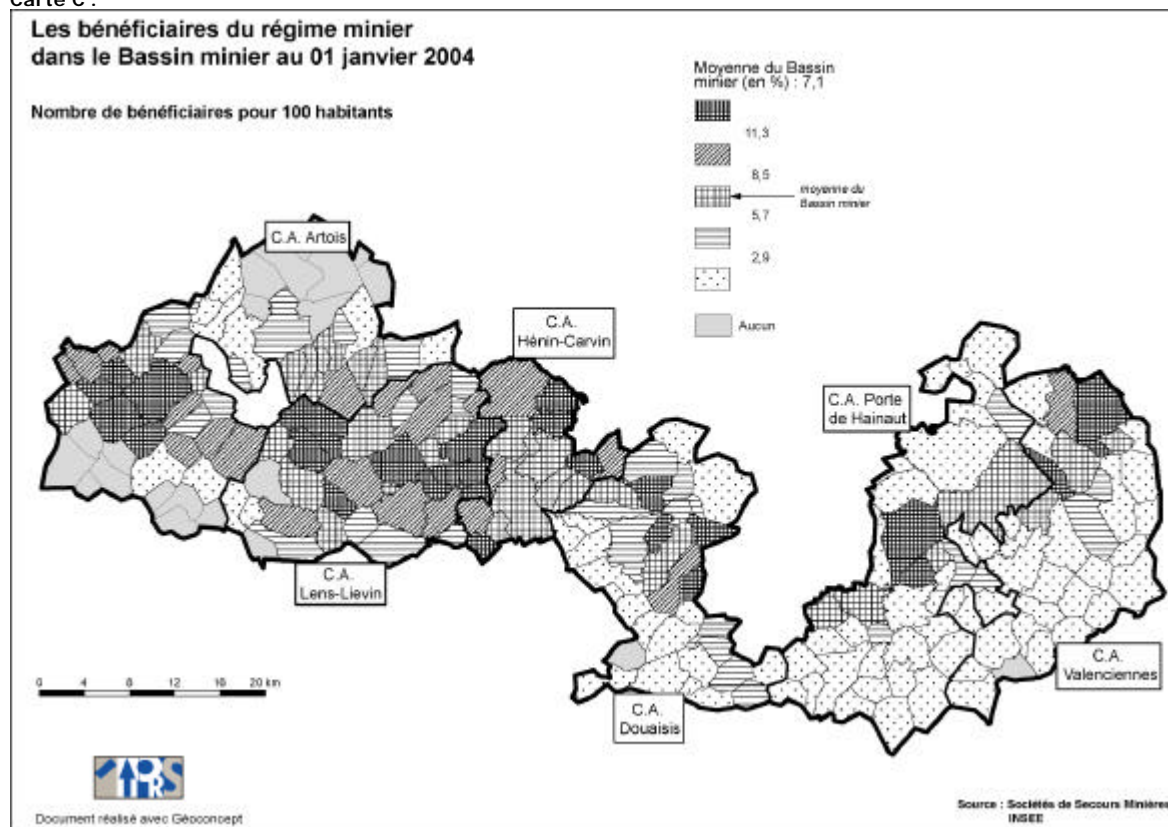 Carte C :
Les bénéficiaires du régime minier
dans le Bassin minier au 01 janvier 2004
Nombre de bénéficiaires pour 100 habitants
Moyenne du Bassin
minier (en %) : 7,1
11,3
8,5
moyenne du
Bassin minier
5,7
2,9
Aucun
C.A. Artois
C.A.
Hénin-Carvin
C.A. Porte
de Hainaut
C.A.
Lens-Lievin
C.A.
Valenciennes
C.A.
Douaisis
0 4 8 12 16 20 km
Document réalisé avec Géoconcept
Source : Sociétés de Secours Minières
INSEE